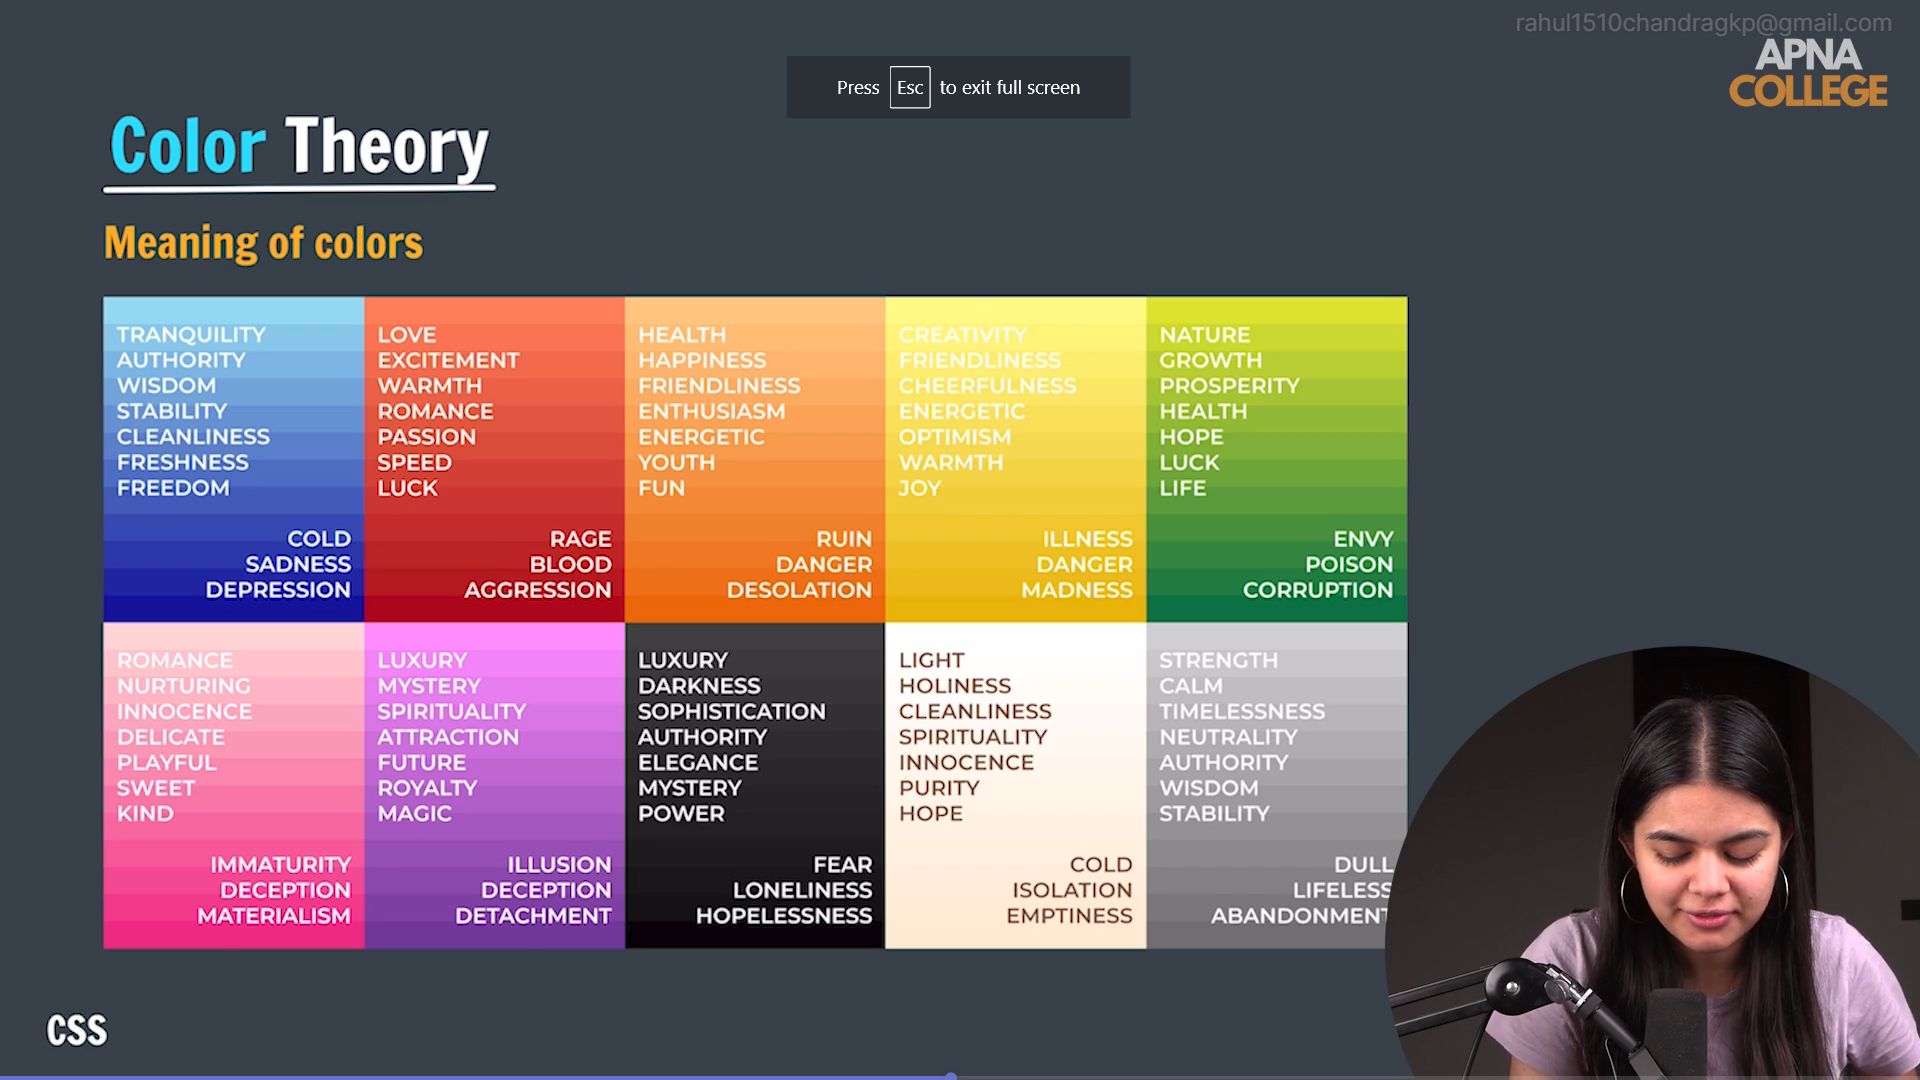 rahul1510chandragkp@gmail.com
APNA
COLLEGE
Press Esc to exit full screen
Color Theory
Meaning of colors
TRANQUILITY
AUTHORITY
WISDOM
STABILITY
CLEANLINESS
FRESHNESS
FREEDOM
COLD
SADNESS
DEPRESSION
LOVE
EXCITEMENT
WARMTH
ROMANCE
PASSION
SPEED
LUCK
RAGE
BLOOD
AGGRESSION
HEALTH
HAPPINESS
FRIENDLINESS
ENTHUSIASM
ENERGETIC
YOUTH
FUN
RUIN
DANGER
DESOLATION
CREATIVITY
FRIENDLINESS
CHEERFULNESS
ENERGETIC
OPTIMISM
WARMTH
JOY
ILLNESS
DANGER
MADNESS
NATURE
GROWTH
PROSPERITY
HEALTH
HOPE
LUCK
LIFE
ENVY
POISON
CORRUPTION
ROMANCE
NURTURING
INNOCENCE
DELICATE
PLAYFUL
SWEET
KIND
IMMATURITY
DECEPTION
MATERIALISM
LUXURY
MYSTERY
SPIRITUALITY
ATTRACTION
FUTURE
ROYALTY
MAGIC
ILLUSION
DECEPTION
DETACHMENT
LUXURY
DARKNESS
SOPHISTICATION
AUTHORITY
ELEGANCE
MYSTERY
POWER
FEAR
LONELINESS
HOPELESSNESS
LIGHT
HOLINESS
CLEANLINESS
SPIRITUALITY
INNOCENCE
PURITY
HOPE
COLD
ISOLATION
EMPTINESS
STRENGTH
CALM
TIMELESSNESS
NEUTRALITY
AUTHORITY
WISDOM
STABILITY
DULL
LIFELESS
ABANDONMENT
CSS